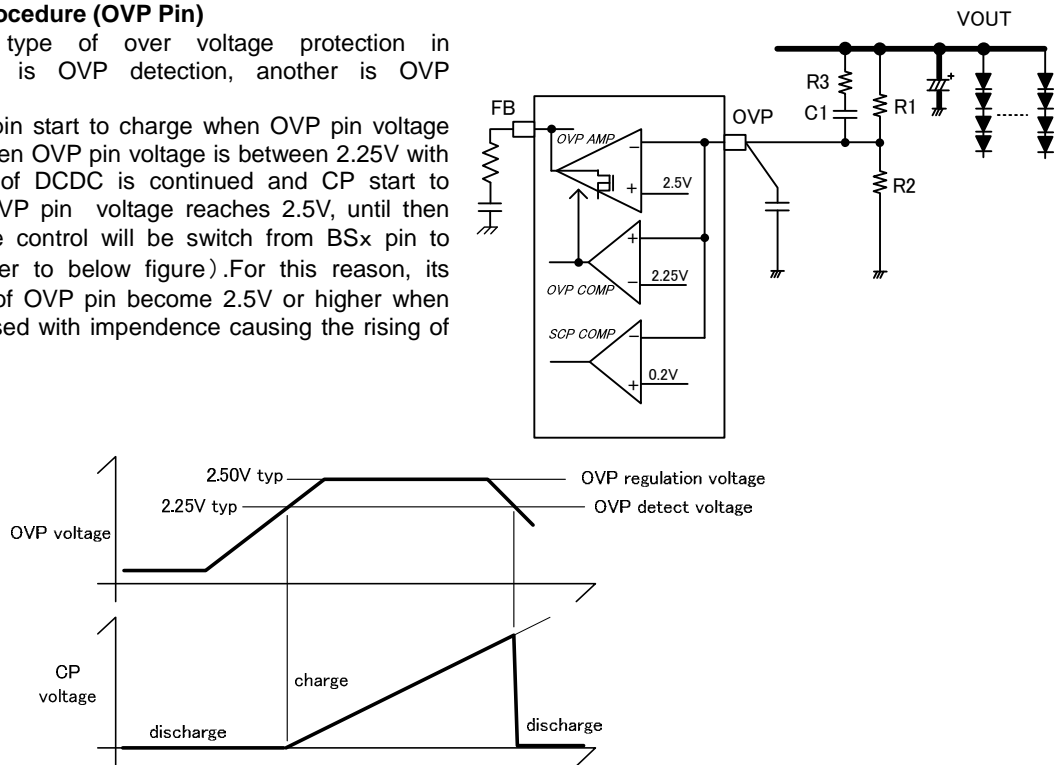 ocedure (OVP Pin)
type of over voltage protection in
is OVP detection, another is OVP
pin start to charge when OVP pin voltage
en OVP pin voltage is between 2.25V with
of DCDC is continued and CP start to
VP pin voltage reaches 2.5V, until then
e control will be switch from BSx pin to
er to below figure）.For this reason, its
of OVP pin become 2.5V or higher when
sed with impendence causing the rising of
VOUT
R3
C1
R1
R2
FB
OVP
OVP AMP
−
+
2.5V
+
−
2.25V
OVP COMP
SCP COMP
−
+
0.2V
+
2.50V typ
OVP regulation voltage
2.25V typ
OVP detect voltage
OVP voltage
CP
voltage
charge
discharge
discharge